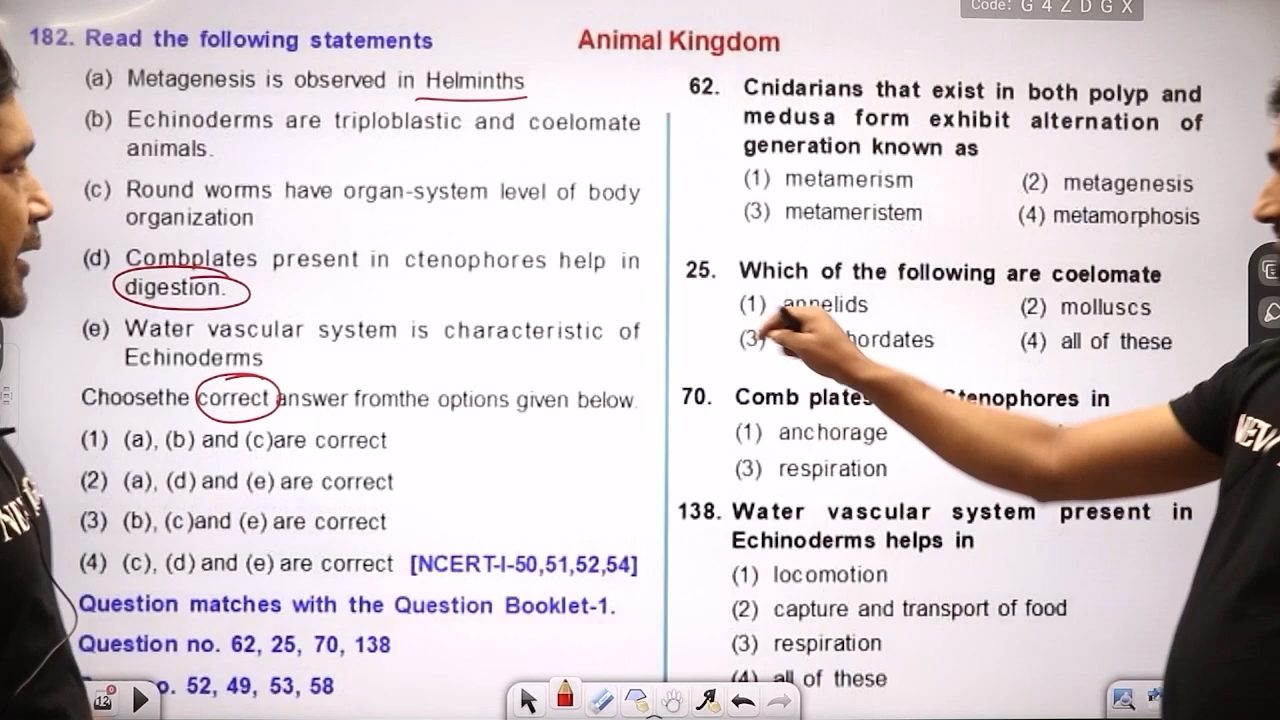 Code: G 4 Z D G X
182. Read the following statements
Animal Kingdom
(a) Metagenesis is observed in Helminths
(b) Echinoderms are triploblastic and coelomate
animals.
(c) Round worms have organ-system level of body
organization
(d) Combplates present in ctenophores help in
digestion.
(e) Water vascular system is characteristic of
Echinoderms
Choosethe correct answer fromthe options given below.
(1) (a), (b) and (c)are correct
(2) (a), (d) and (e) are correct
(3) (b), (c)and (e) are correct
(4) (c), (d) and (e) are correct [NCERT-I-50,51,52,54]
Question matches with the Question Booklet-1.
Question no. 62, 25, 70, 138
o. 52, 49, 53, 58
62. Cnidarians that exist in both polyp and
medusa form exhibit alternation of
generation known as
(1) metamerism (2) metagenesis
(3) metameristem (4) metamorphosis
25. Which of the following are coelomate
(1) annelids (2) molluscs
(3) hordates (4) all of these
70. Comb plates Ctenophores in
(1) anchorage
(3) respiration
138. Water vascular system present in
Echinoderms helps in
(1) locomotion
(2) capture and transport of food
(3) respiration
(4) all of these
12